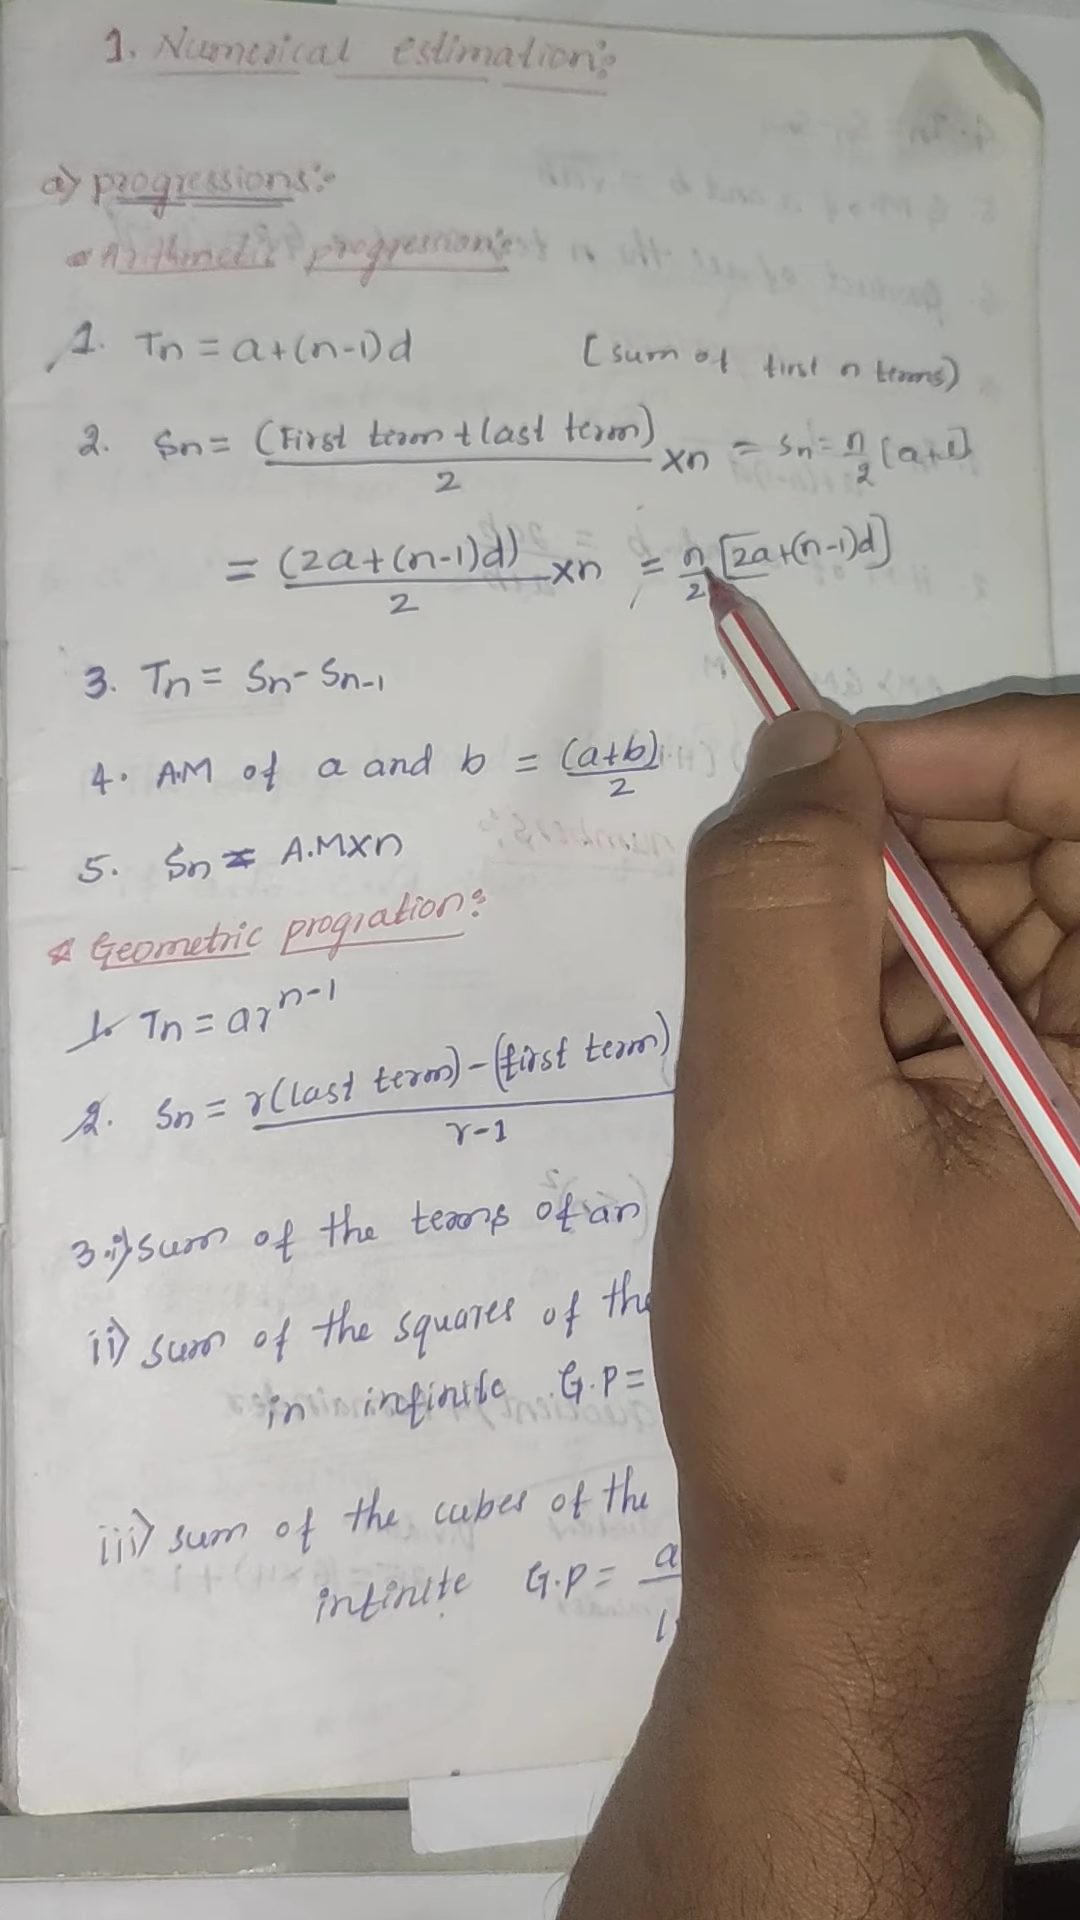 1. Numerical estimation:
a) progressions:-
Arithmetic progression:
1. Tn = a+(n-1)d [sum of first n terms)
2. Sn = (First term + last term)/2 xn = Sn = n/2 [a+l]
= (2a+(n-1)d)/2 xn = n/2 [2a+(n-1)d]
3. Tn = Sn - Sn-1
4. A.M of a and b = (a+b)/2
5. Sn = A.M x n
Geometric progration:
1. Tn = ar^n-1
2. Sn = r(last term) - (first term)/r-1
3.i) sum of the terms of an
ii) sum of the squares of the
in infinite G.P =
iii) sum of the cubes of the
infinite G.P = a